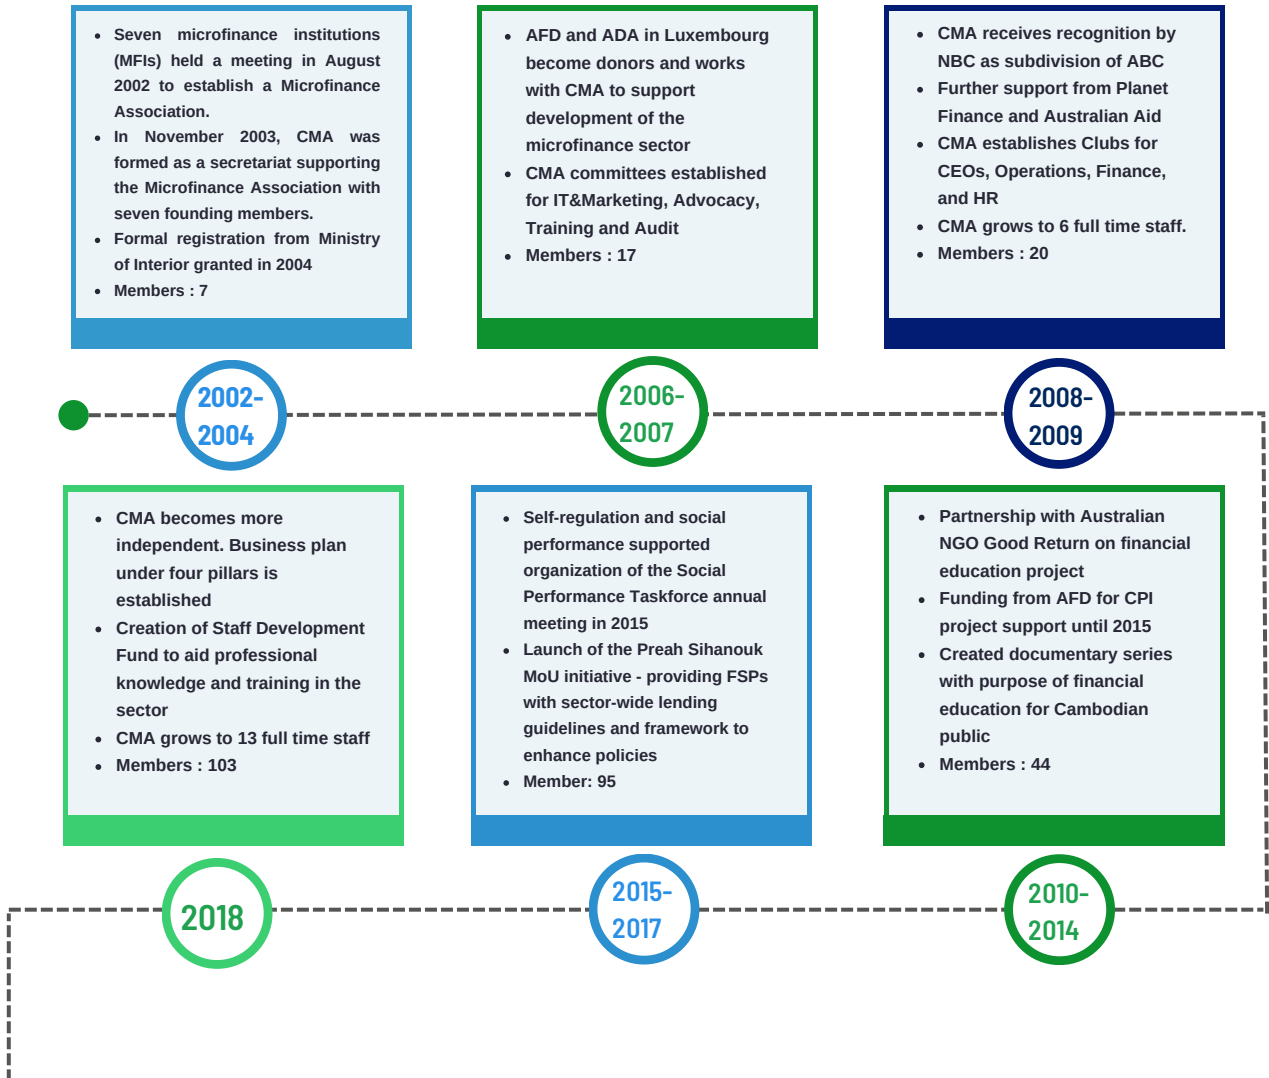 • Seven microfinance institutions
(MFIs) held a meeting in August
2002 to establish a Microfinance
Association.
• In November 2003, CMA was
formed as a secretariat supporting
the Microfinance Association with
seven founding members.
• Formal registration from Ministry
of Interior granted in 2004
• Members : 7
2002-
2004
• AFD and ADA in Luxembourg
become donors and works
with CMA to support
development of the
microfinance sector
• CMA committees established
for IT&Marketing, Advocacy,
Training and Audit
• Members : 17
2006-
2007
• CMA receives recognition by
NBC as subdivision of ABC
• Further support from Planet
Finance and Australian Aid
• CMA establishes Clubs for
CEOs, Operations, Finance,
and HR
• CMA grows to 6 full time staff.
• Members : 20
2008-
2009
• Partnership with Australian
NGO Good Return on financial
education project
• Funding from AFD for CPI
project support until 2015
• Created documentary series
with purpose of financial
education for Cambodian
public
• Members : 44
2010-
2014
• Self-regulation and social
performance supported
organization of the Social
Performance Taskforce annual
meeting in 2015
• Launch of the Preah Sihanouk
MoU initiative - providing FSPs
with sector-wide lending
guidelines and framework to
enhance policies
• Member: 95
2015-
2017
• CMA becomes more
independent. Business plan
under four pillars is
established
• Creation of Staff Development
Fund to aid professional
knowledge and training in the
sector
• CMA grows to 13 full time staff
• Members : 103
2018